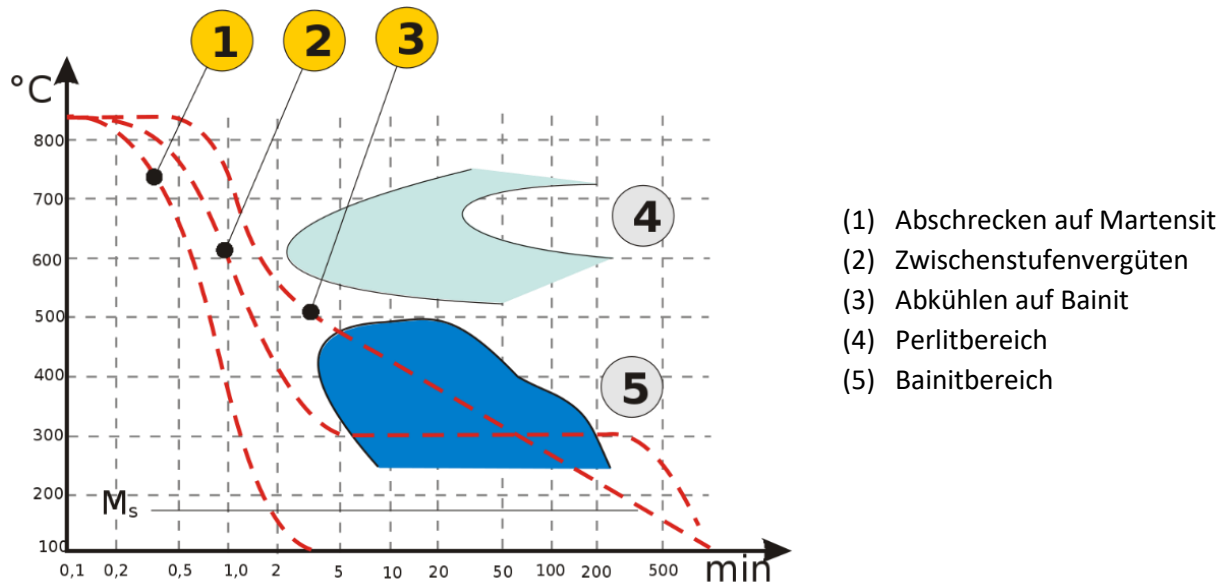 1 2 3
°C
800
700
600
500
400
300
200
100
4
5
Ms
0,1 0,2 0,5 1,0 2 5 10 20 50 100 200 500 min
(1) Abschrecken auf Martensit
(2) Zwischenstufenvergüten
(3) Abkühlen auf Bainit
(4) Perlitbereich
(5) Bainitbereich